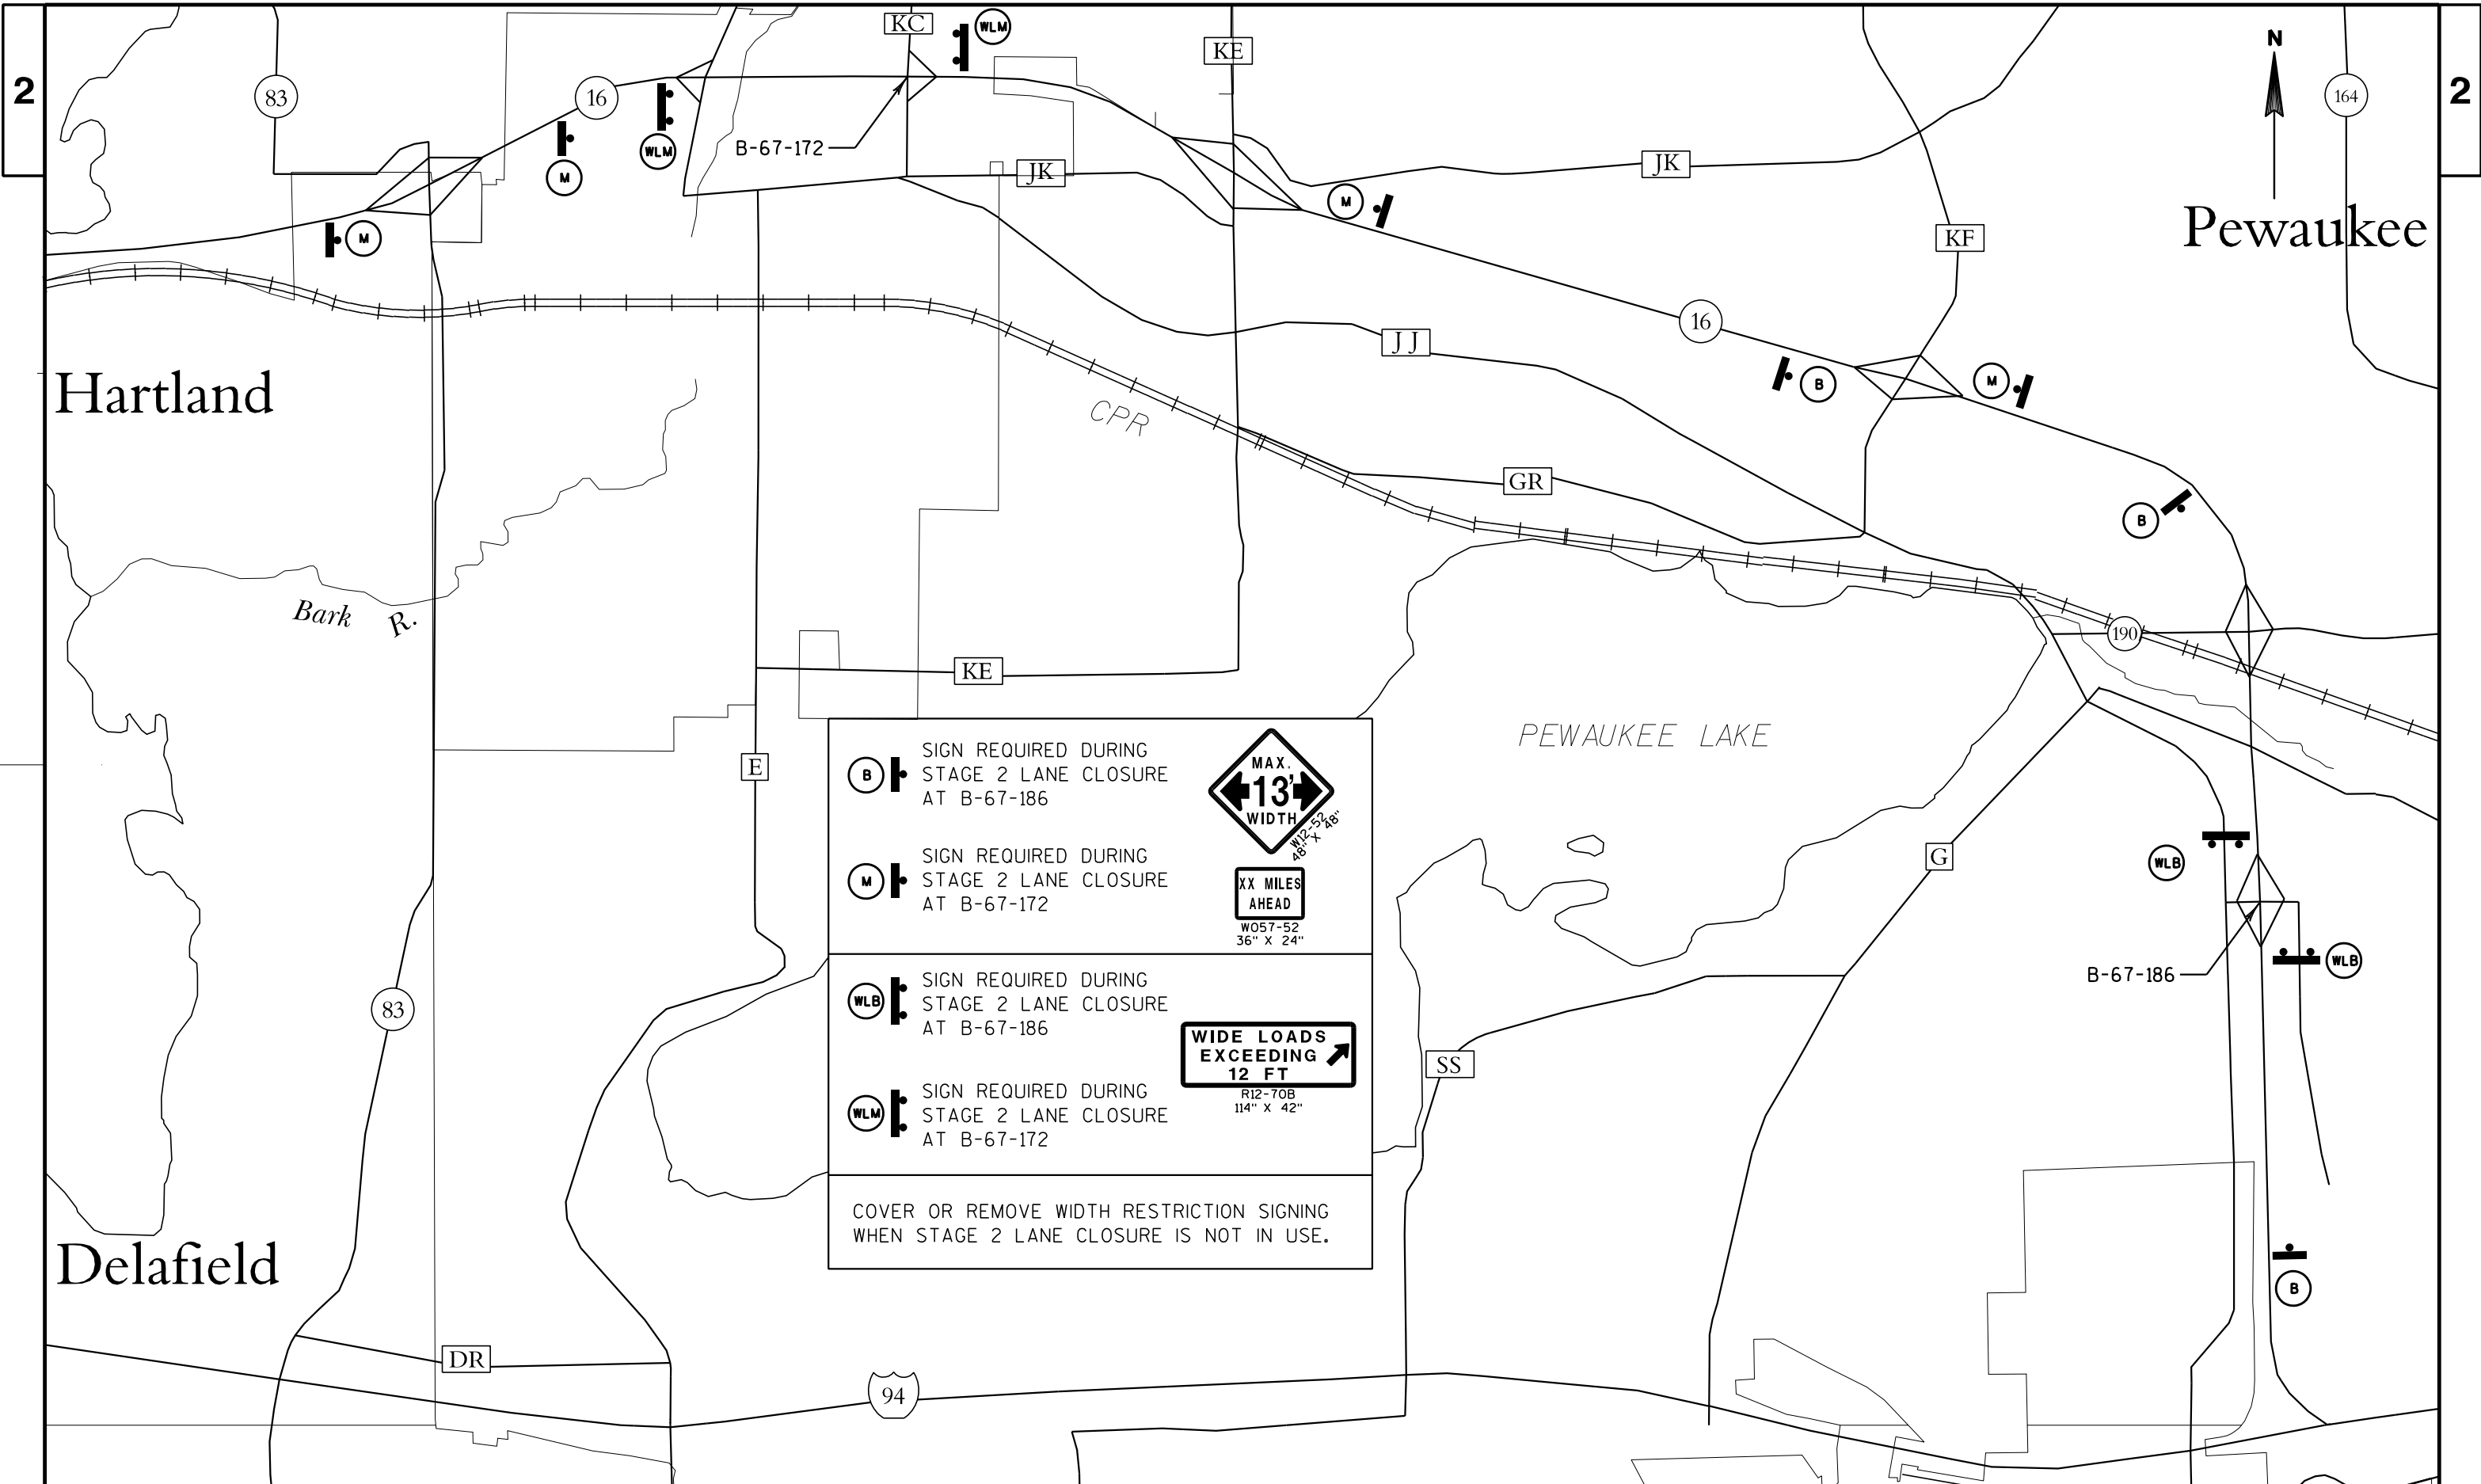 2
83
16
KC
WLM
KE
N
164
2
WLM
B-67-172
M
JK
JK
M
KF
Pewaukee
M
16
JJ
Hartland
B
M
CPR
GR
B
Bark R.
190
KE
PEWAUKEE LAKE
E
B
SIGN REQUIRED DURING
STAGE 2 LANE CLOSURE
AT B-67-186
MAX.
13'
WIDTH
W12-52
48" X 48"
M
SIGN REQUIRED DURING
STAGE 2 LANE CLOSURE
AT B-67-172
XX MILES
AHEAD
WO57-52
36" X 24"
WLB
SIGN REQUIRED DURING
STAGE 2 LANE CLOSURE
AT B-67-186
WIDE LOADS
EXCEEDING
12 FT
R12-70B
114" X 42"
WLM
SIGN REQUIRED DURING
STAGE 2 LANE CLOSURE
AT B-67-172
COVER OR REMOVE WIDTH RESTRICTION SIGNING
WHEN STAGE 2 LANE CLOSURE IS NOT IN USE.
G
WLB
B-67-186
WLB
83
SS
Delafield
B
DR
94